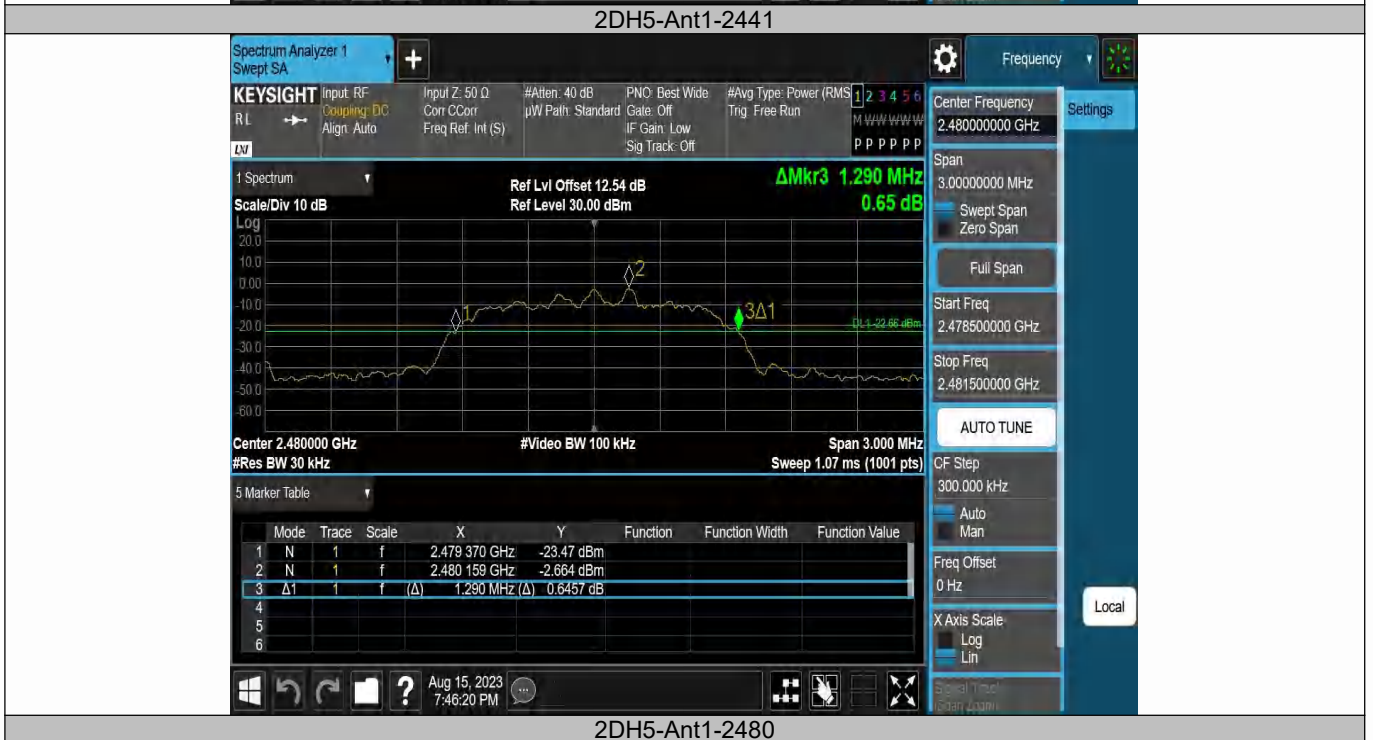 2DH5-Ant1-2441
Spectrum Analyzer 1
Swept SA
+
Frequency
KEYSIGHT
RL
LXI
Input: RF
Coupling: DC
Align: Auto
Input Z: 50 Ω
Corr CCorr
Freq Ref: Int (S)
#Atten: 40 dB
µW Path: Standard
PNO: Best Wide
Gate: Off
IF Gain: Low
Sig Track: Off
#Avg Type: Power (RMS
Trig: Free Run
1 2 3 4 5 6
M W W W W W
P P P P P P
Center Frequency
2.480000000 GHz
Settings
1 Spectrum
Scale/Div 10 dB
Ref Lvl Offset 12.54 dB
Ref Level 30.00 dBm
ΔMkr3 1.290 MHz
0.65 dB
Span
3.00000000 MHz
Swept Span
Zero Span
Full Span
Log
20.0
10.0
0.00
-10.0
-20.0
-30.0
-40.0
-50.0
-60.0
1
2
3Δ1
DL1 -22.66 dBm
Start Freq
2.478500000 GHz
Stop Freq
2.481500000 GHz
AUTO TUNE
Center 2.480000 GHz
#Video BW 100 kHz
Span 3.000 MHz
#Res BW 30 kHz
Sweep 1.07 ms (1001 pts)
CF Step
300.000 kHz
Auto
Man
5 Marker Table
Mode Trace Scale X Y Function Function Width Function Value
1 N 1 f 2.479 370 GHz -23.47 dBm
2 N 1 f 2.480 159 GHz -2.664 dBm
3 Δ1 1 f (Δ) 1.290 MHz (Δ) 0.6457 dB
4
5
6
Freq Offset
0 Hz
Local
X Axis Scale
Log
Lin
?
Aug 15, 2023
7:46:20 PM
2DH5-Ant1-2480